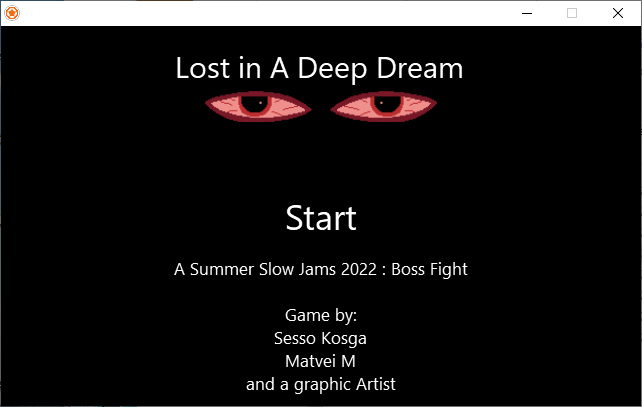 Lost in A Deep Dream
Start
A Summer Slow Jams 2022 : Boss Fight
Game by:
Sesso Kosga
Matvei M
and a graphic Artist